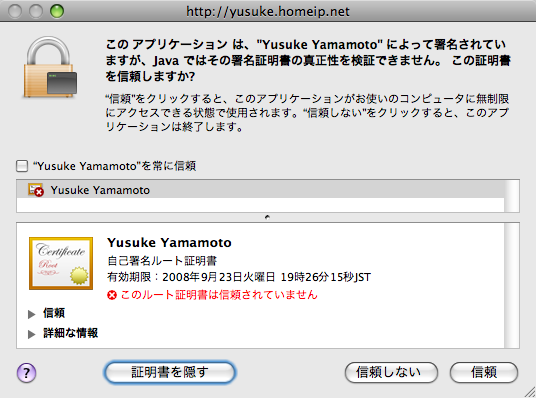 http://yusuke.homeip.net
この アプリケーション は、"Yusuke Yamamoto" によって署名されてい
ますが、Java ではその署名証明書の真正性を検証できません。 この証明書
を信頼しますか?
“信頼”をクリックすると、このアプリケーションがお使いのコンピュータに無制限
にアクセスできる状態で使用されます。“信頼しない”をクリックすると、このアプ
リケーションは終了します。
“Yusuke Yamamoto”を常に信頼
Yusuke Yamamoto
Certificate
Root
Yusuke Yamamoto
自己署名ルート証明書
有効期限：2008年9月23日火曜日 19時26分15秒JST
このルート証明書は信頼されていません
信頼
詳細な情報
?
証明書を隠す
信頼しない
信頼